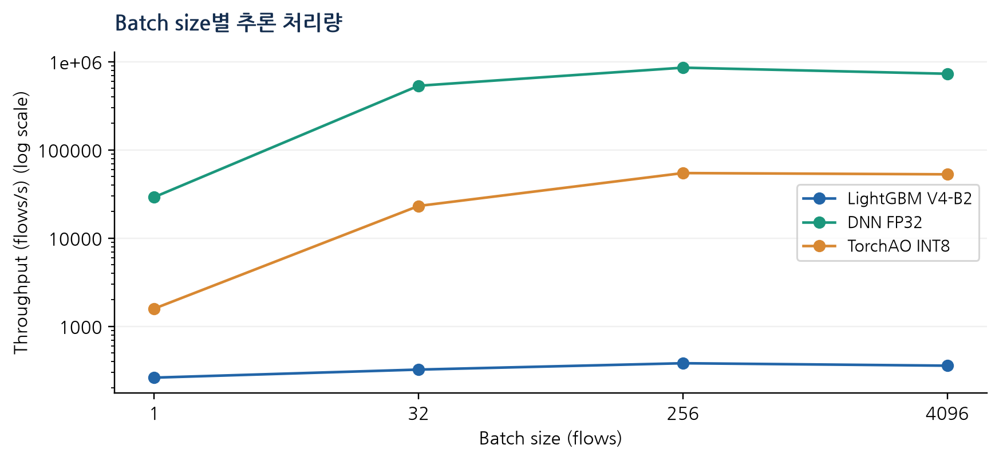 Batch size별 추론 처리량
Throughput (flows/s) (log scale)
1e+06
100000
10000
1000
LightGBM V4-B2
DNN FP32
TorchAO INT8
1 32 256 4096
Batch size (flows)